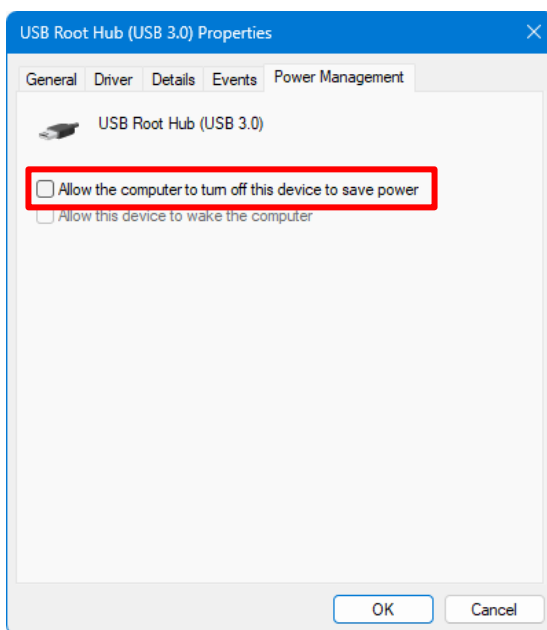 USB Root Hub (USB 3.0) Properties
General Driver Details Events Power Management
USB Root Hub (USB 3.0)
Allow the computer to turn off this device to save power
Allow this device to wake the computer
OK Cancel